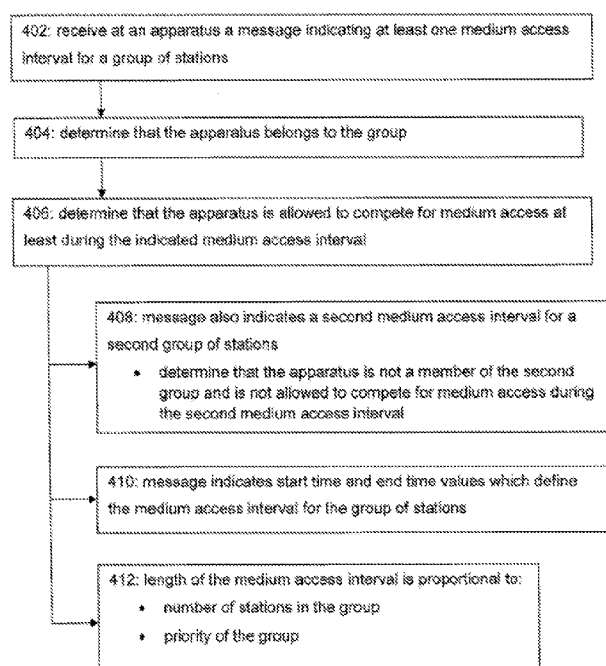 402: receive at an apparatus a message indicating at least one medium access
interval for a group of stations
404: determine that the apparatus belongs to the group
406: determine that the apparatus is allowed to compete for medium access at
least during the indicated medium access interval
408: message also indicates a second medium access interval for a
second group of stations
• determine that the apparatus is not a member of the second
group and is not allowed to compete for medium access during
the second medium access interval
410: message indicates start time and end time values which define
the medium access interval for the group of stations
412: length of the medium access interval is proportional to:
• number of stations in the group
• priority of the group